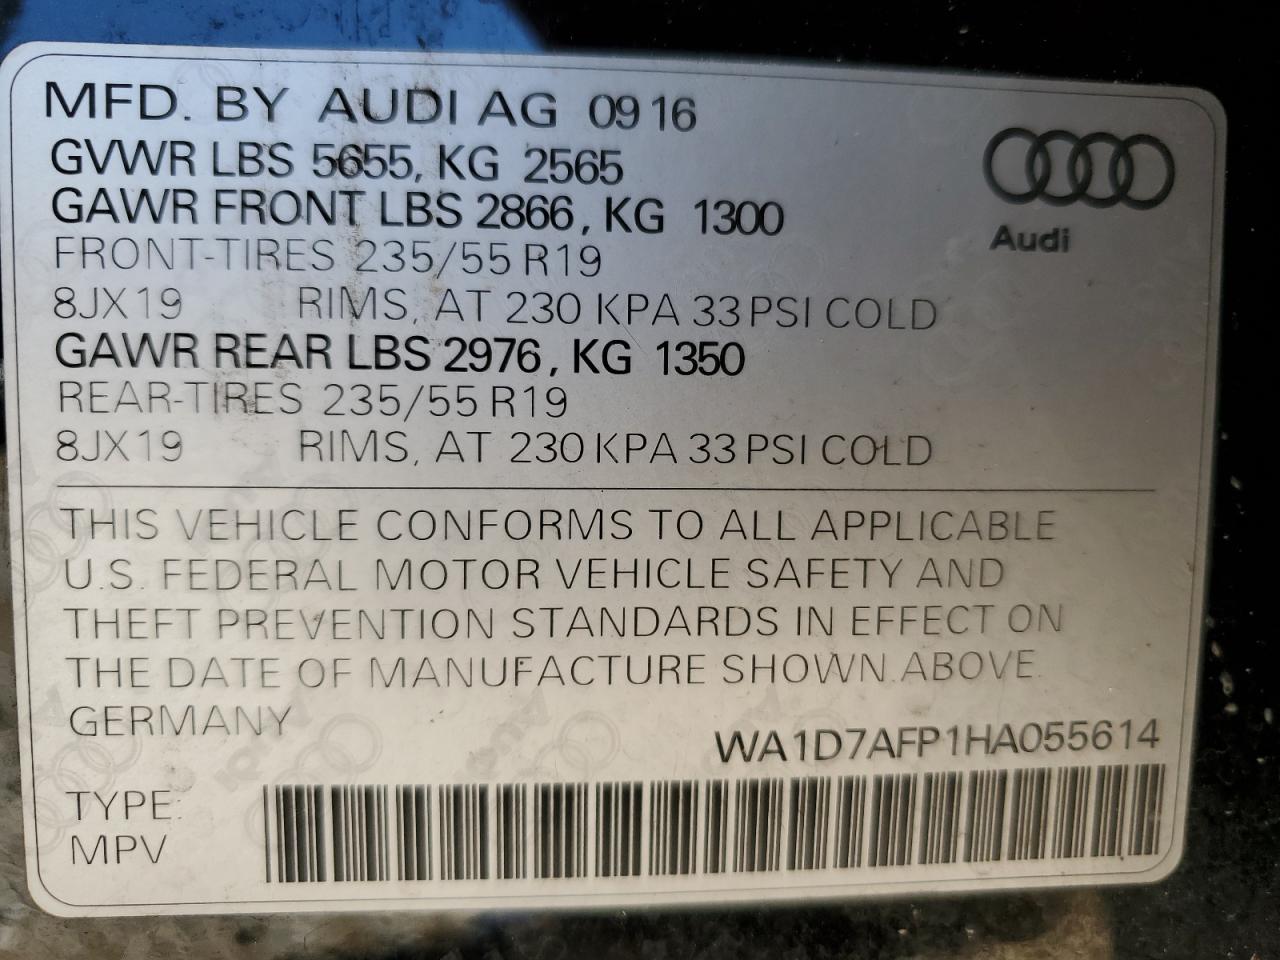 MFD. BY AUDI AG 09 16
GVWR LBS 5655, KG 2565
GAWR FRONT LBS 2866, KG 1300
FRONT-TIRES 235/55 R19
8JX19 RIMS, AT 230 KPA 33 PSI COLD
GAWR REAR LBS 2976, KG 1350
REAR-TIRES 235/55 R19
8JX19 RIMS, AT 230 KPA 33 PSI COLD
Audi
THIS VEHICLE CONFORMS TO ALL APPLICABLE
U.S. FEDERAL MOTOR VEHICLE SAFETY AND
THEFT PREVENTION STANDARDS IN EFFECT ON
THE DATE OF MANUFACTURE SHOWN ABOVE.
GERMANY
WA1D7AFP1HA055614
TYPE:
MPV